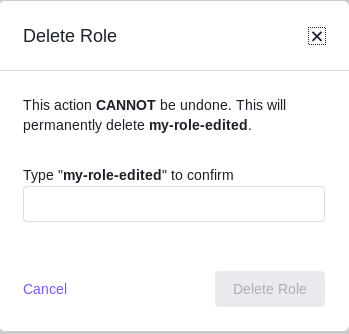 Delete Role
This action CANNOT be undone. This will
permanently delete my-role-edited.
Type "my-role-edited" to confirm
Cancel
Delete Role